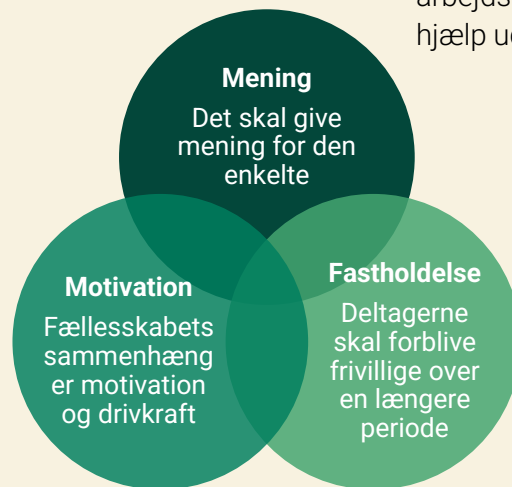 hjælp
Mening
Det skal give
mening for den
enkelte
Motivation
Fællesskabets
sammenhæng
er motivation
og drivkraft
Fastholdelse
Deltagerne
skal forblive
frivillige over
en længere
periode